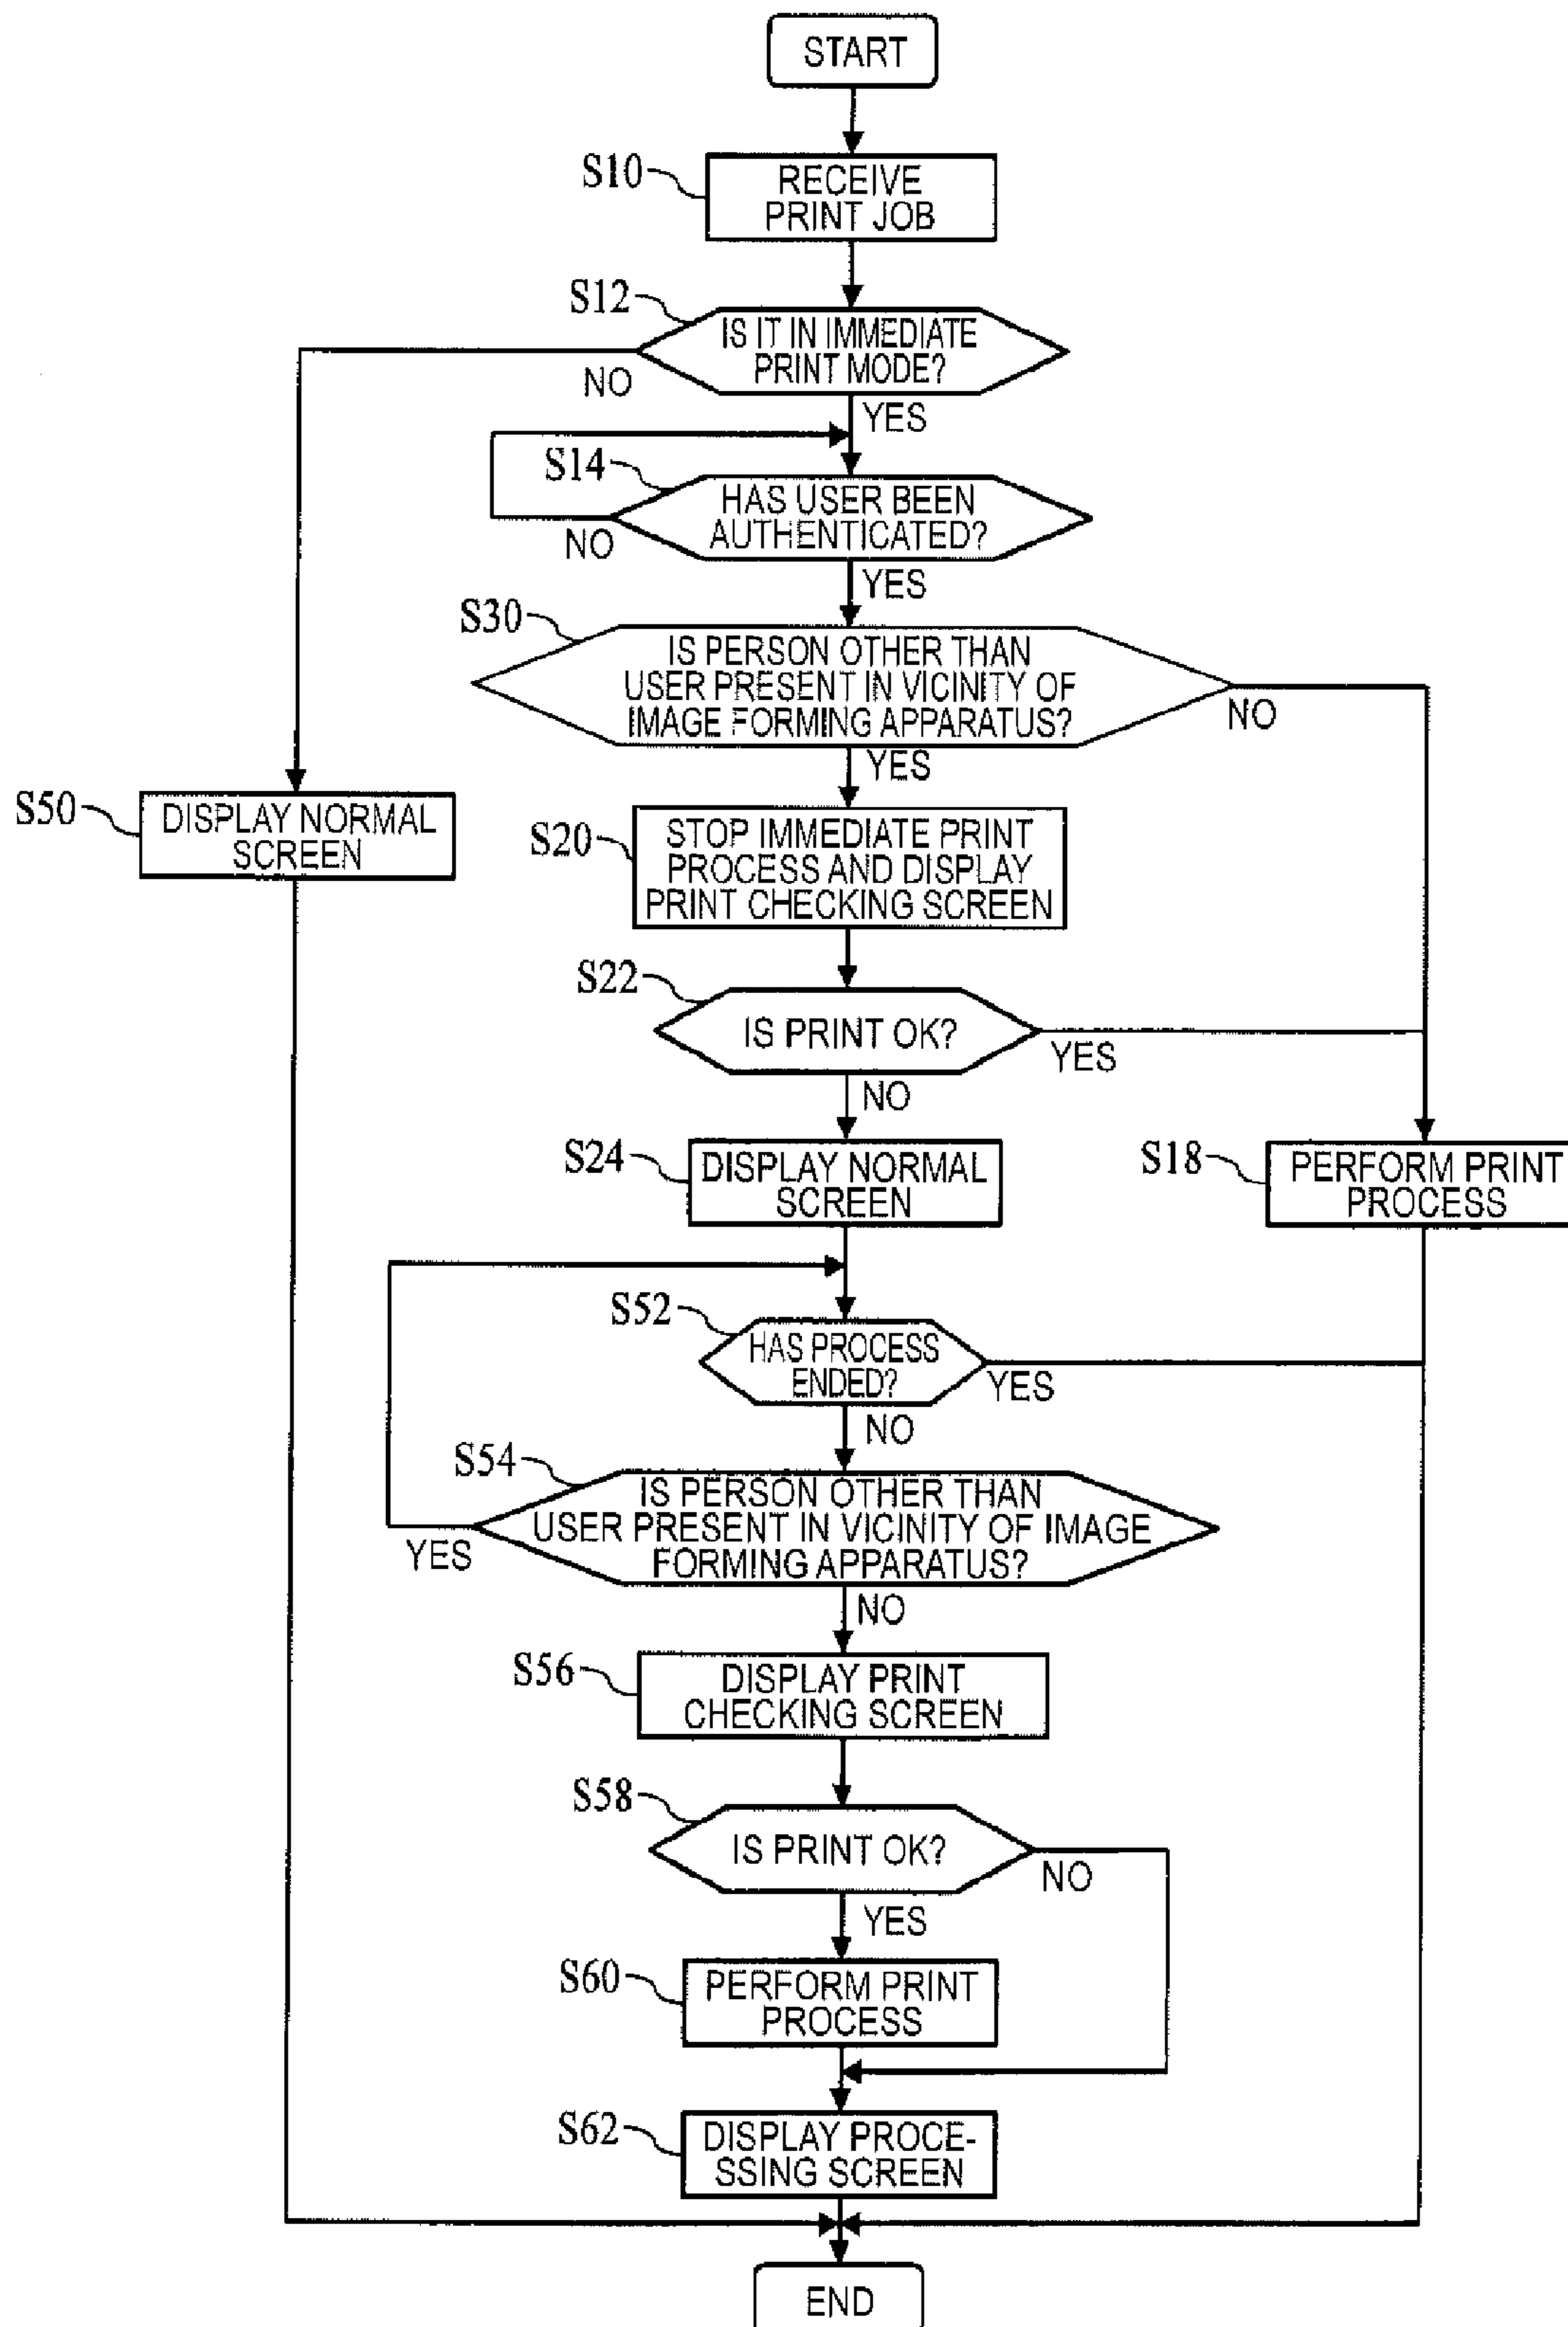 START
S10
RECEIVE
PRINT JOB
S12
IS IT IN IMMEDIATE
PRINT MODE?
NO
YES
S14
HAS USER BEEN
AUTHENTICATED?
NO
YES
S30
IS PERSON OTHER THAN
USER PRESENT IN VICINITY OF
IMAGE FORMING APPARATUS?
NO
YES
S50
DISPLAY NORMAL
SCREEN
S20
STOP IMMEDIATE PRINT
PROCESS AND DISPLAY
PRINT CHECKING SCREEN
S22
IS PRINT OK?
YES
NO
S24
DISPLAY NORMAL
SCREEN
S18
PERFORM PRINT
PROCESS
S52
HAS PROCESS
ENDED?
YES
NO
S54
IS PERSON OTHER THAN
USER PRESENT IN VICINITY OF IMAGE
FORMING APPARATUS?
YES
NO
S56
DISPLAY PRINT
CHECKING SCREEN
S58
IS PRINT OK?
NO
YES
S60
PERFORM PRINT
PROCESS
S62
DISPLAY PROCE-
SSING SCREEN
END